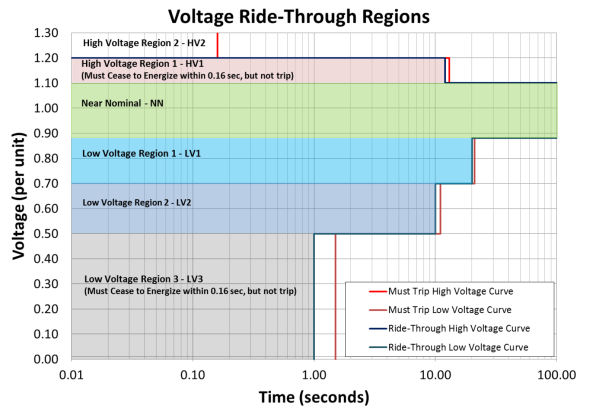 Voltage Ride-Through Regions
Voltage (per unit)
1.30
1.20
1.10
1.00
0.90
0.80
0.70
0.60
0.50
0.40
0.30
0.20
0.10
0.00
High Voltage Region 2 - HV2
High Voltage Region 1 - HV1
(Must Cease to Energize within 0.16 sec, but not trip)
Near Nominal - NN
Low Voltage Region 1 - LV1
Low Voltage Region 2 - LV2
Low Voltage Region 3 - LV3
(Must Cease to Energize within 0.16 sec, but not trip)
Must Trip High Voltage Curve
Must Trip Low Voltage Curve
Ride-Through High Voltage Curve
Ride-Through Low Voltage Curve
0.01
0.10
1.00
10.00
100.00
Time (seconds)